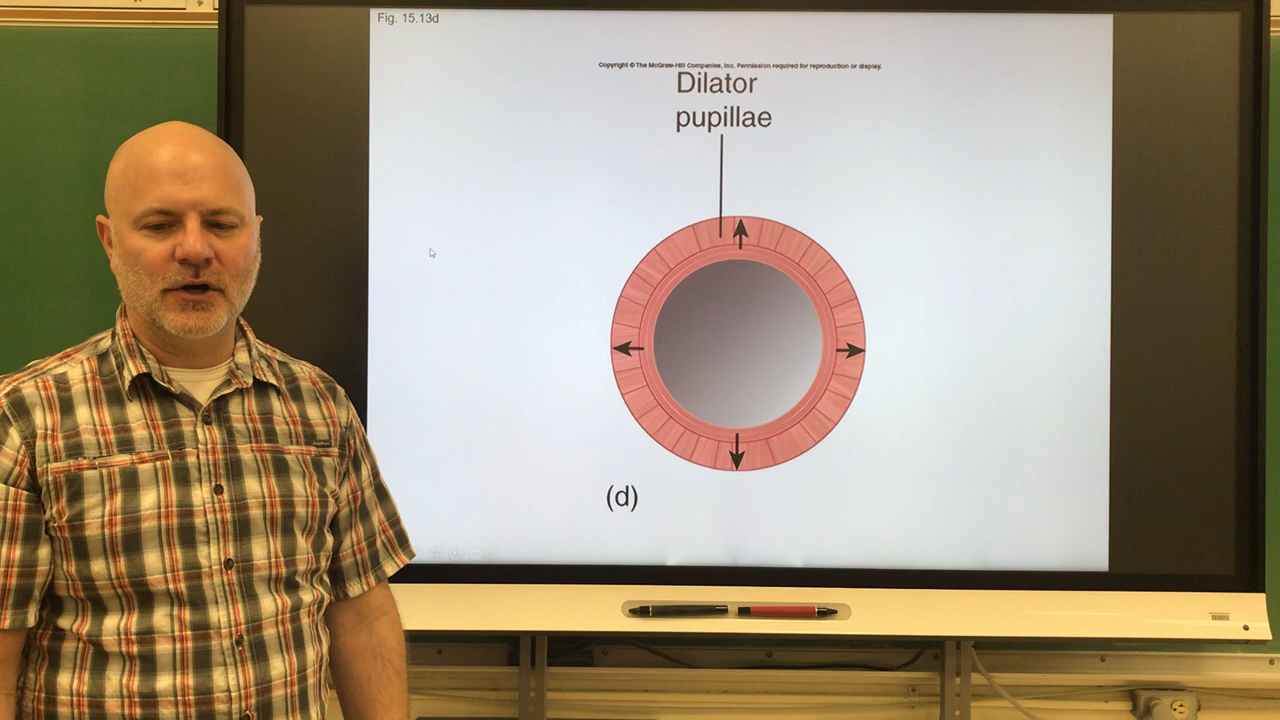 Fig. 15.13d
Copyright © The McGraw-Hill Companies, Inc. Permission required for reproduction or display.
Dilator
pupillae
(d)